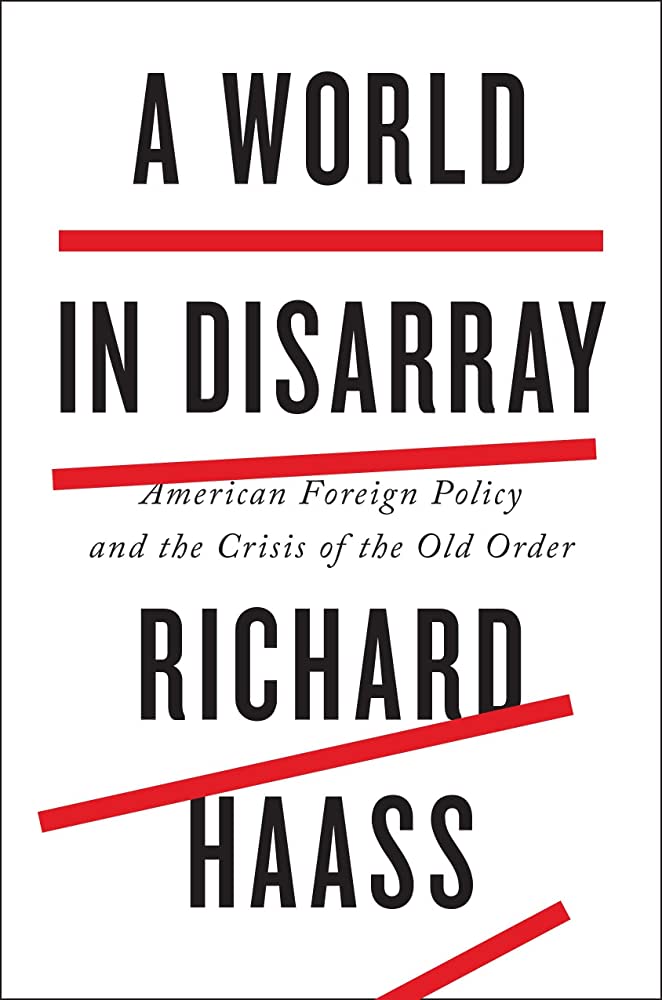 A WORLD
IN DISARRAY
American Foreign Policy
and the Crisis of the Old Order
RICHARD
HAASS